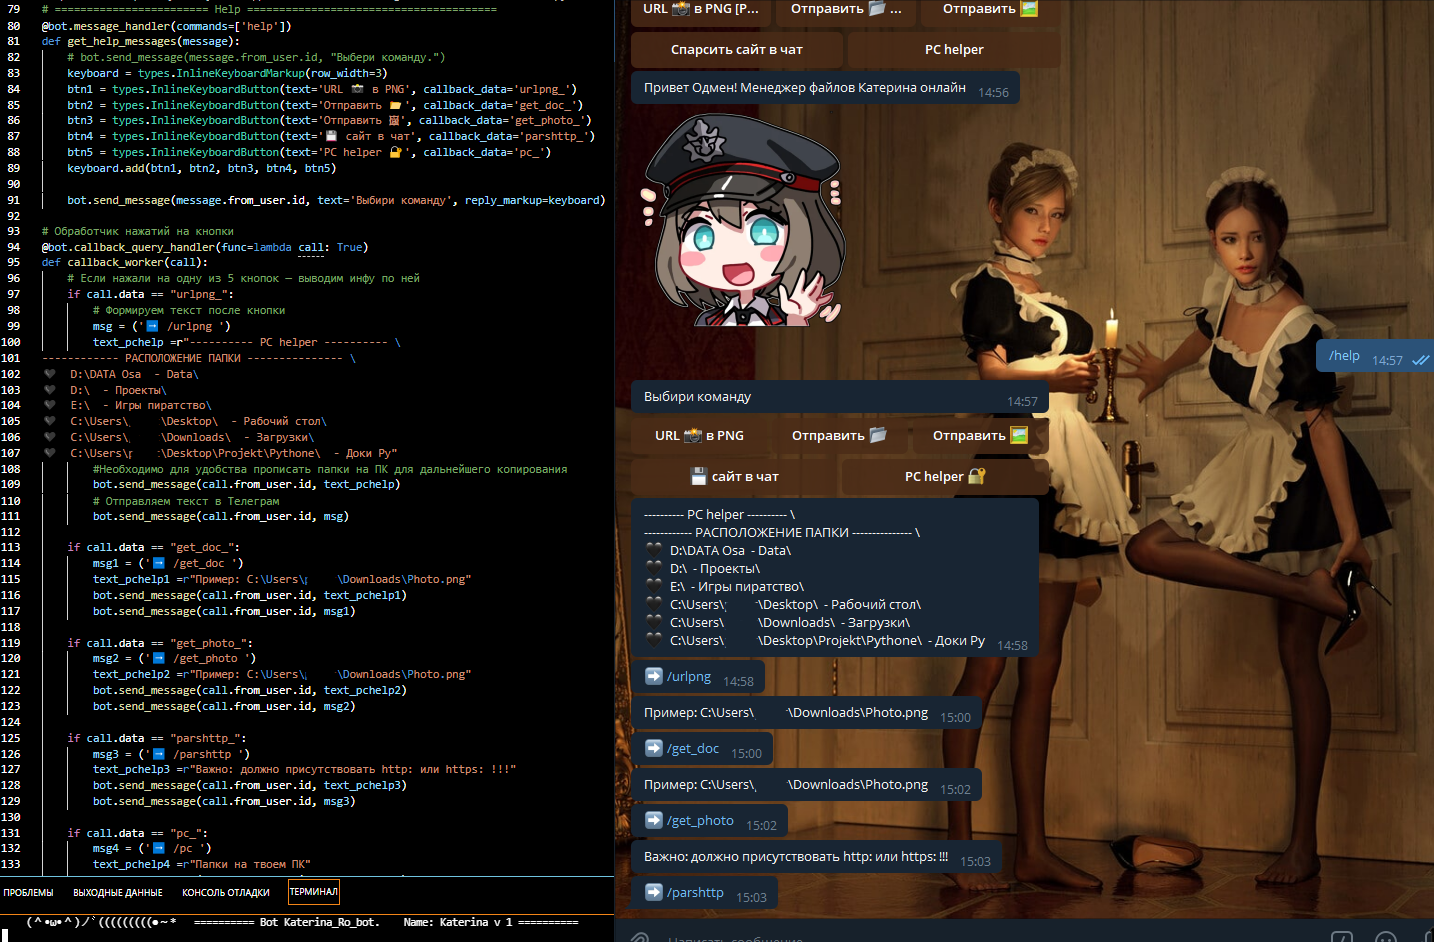 79 # ======================== Help =======================================
80 @bot.message_handler(commands=['help'])
81 def get_help_messages(message):
82 # bot.send_message(message.from_user.id, "Выбери команду.")
83 keyboard = types.InlineKeyboardMarkup(row_width=3)
84 btn1 = types.InlineKeyboardButton(text='URL 📸 в PNG', callback_data='urlpng_')
85 btn2 = types.InlineKeyboardButton(text='Отправить 📂', callback_data='get_doc_')
86 btn3 = types.InlineKeyboardButton(text='Отправить 🖼', callback_data='get_photo_')
87 btn4 = types.InlineKeyboardButton(text='💾 сайт в чат', callback_data='parshttp_')
88 btn5 = types.InlineKeyboardButton(text='PC helper 🔐', callback_data='pc_')
89 keyboard.add(btn1, btn2, btn3, btn4, btn5)
90
91 bot.send_message(message.from_user.id, text='Выбири команду', reply_markup=keyboard)
92
93 # Обработчик нажатий на кнопки
94 @bot.callback_query_handler(func=lambda call: True)
95 def callback_worker(call):
96 # Если нажали на одну из 5 кнопок — выводим инфу по ней
97 if call.data == "urlpng_":
98 # Формируем текст после кнопки
99 msg = ('➡ /urlpng ')
100 text_pchelp =r"---------- PC helper ---------- \
101 ------------ РАСПОЛОЖЕНИЕ ПАПКИ --------------- \
102 🖤 D:\DATA Osa - Data\
103 🖤 D:\ - Проекты\
104 🖤 E:\ - Игры пиратство\
105 🖤 C:\Users\ \Desktop\ - Рабочий стол\
106 🖤 C:\Users\ \Downloads\ - Загрузки\
107 🖤 C:\Users\ \Desktop\Projekt\Pythone\ - Доки Py"
108 #Необходимо для удобства прописать папки на ПК для дальнейшего копирования
109 bot.send_message(call.from_user.id, text_pchelp)
110 # Отправляем текст в Телеграм
111 bot.send_message(call.from_user.id, msg)
112
113 if call.data == "get_doc_":
114 msg1 = ('➡ /get_doc ')
115 text_pchelp1 =r"Пример: C:\Users\ \Downloads\Photo.png"
116 bot.send_message(call.from_user.id, text_pchelp1)
117 bot.send_message(call.from_user.id, msg1)
118
119 if call.data == "get_photo_":
120 msg2 = ('➡ /get_photo ')
121 text_pchelp2 =r"Пример: C:\Users\ \Downloads\Photo.png"
122 bot.send_message(call.from_user.id, text_pchelp2)
123 bot.send_message(call.from_user.id, msg2)
124
125 if call.data == "parshttp_":
126 msg3 = ('➡ /parshttp ')
127 text_pchelp3 =r"Важно: должно присутствовать http: или https: !!!"
128 bot.send_message(call.from_user.id, text_pchelp3)
129 bot.send_message(call.from_user.id, msg3)
130
131 if call.data == "pc_":
132 msg4 = ('➡ /pc ')
133 text_pchelp4 =r"Папки на твоем ПК"
ПРОБЛЕМЫ ВЫХОДНЫЕ ДАННЫЕ КОНСОЛЬ ОТЛАДКИ ТЕРМИНАЛ
(^•ω•^)ノ`(((((((((●~* ========== Bot Katerina_Ro_bot. Name: Katerina v 1 ==========
URL 📸 в PNG [P... Отправить 📂 ... Отправить 🖼
Спарсить сайт в чат PC helper
Привет Одмен! Менеджер файлов Катерина онлайн 14:56
/help 14:57
Выбири команду 14:57
URL 📸 в PNG Отправить 📂 Отправить 🖼
💾 сайт в чат PC helper 🔐
---------- PC helper ---------- \
------------ РАСПОЛОЖЕНИЕ ПАПКИ --------------- \
🖤 D:\DATA Osa - Data\
🖤 D:\ - Проекты\
🖤 E:\ - Игры пиратство\
🖤 C:\Users\ \Desktop\ - Рабочий стол\
🖤 C:\Users\ \Downloads\ - Загрузки\
🖤 C:\Users\ \Desktop\Projekt\Pythone\ - Доки Py 14:58
➡ /urlpng 14:58
Пример: C:\Users\ \Downloads\Photo.png 15:00
➡ /get_doc 15:00
Пример: C:\Users\ \Downloads\Photo.png 15:02
➡ /get_photo 15:02
Важно: должно присутствовать http: или https: !!! 15:03
➡ /parshttp 15:03